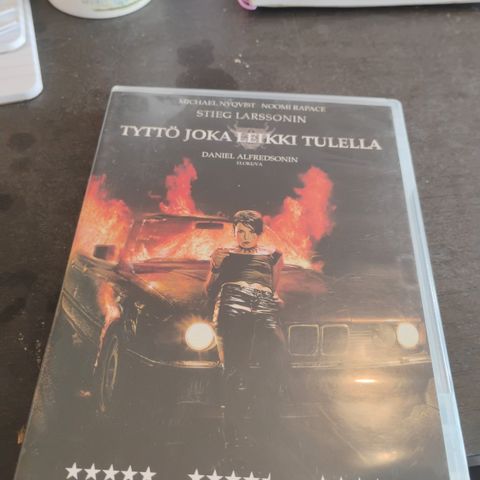 MICHAEL NYQVIST NOOMI RAPACE
STIEG LARSSONIN
TYTTÖ JOKA LEIKKI TULELLA
DANIEL ALFREDSONIN
ELOKUVA